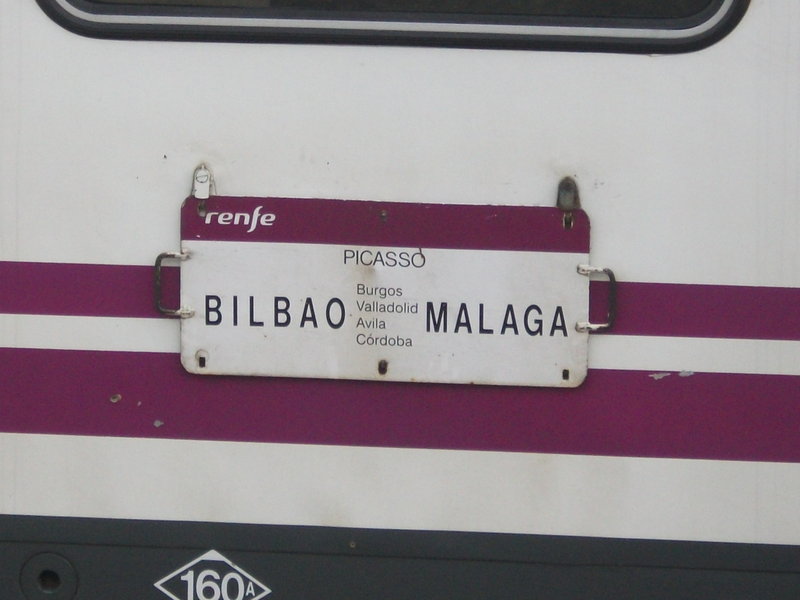 renfe
PICASSO
BILBAO
Burgos
Valladolid
Avila
Córdoba
MALAGA
160A